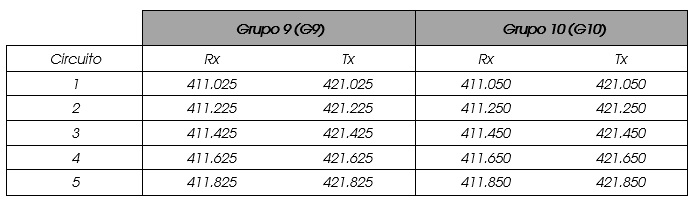 Grupo 9 (G9) Grupo 10 (G10)
Circuito Rx Tx Rx Tx
1 411.025 421.025 411.050 421.050
2 411.225 421.225 411.250 421.250
3 411.425 421.425 411.450 421.450
4 411.625 421.625 411.650 421.650
5 411.825 421.825 411.850 421.850